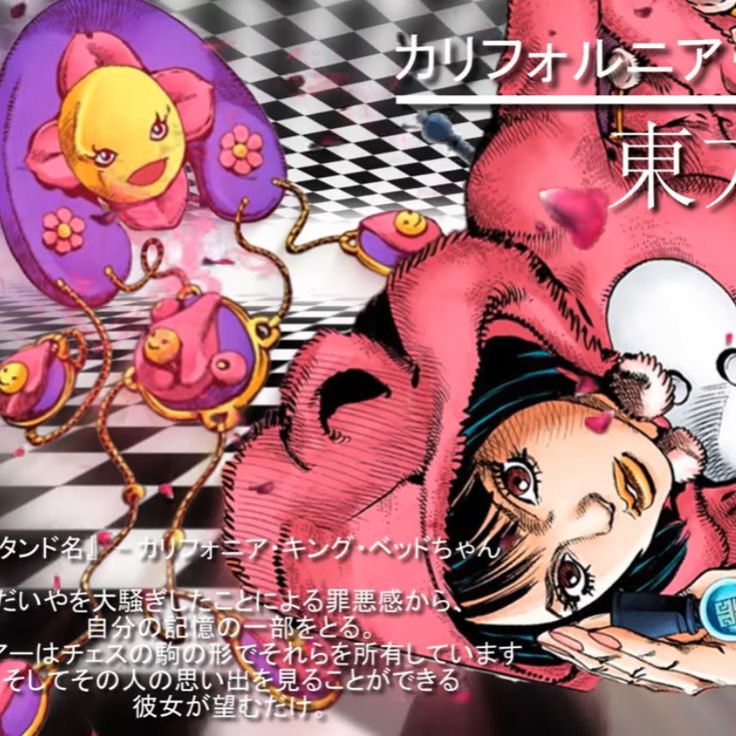 カリフォルニア・
東方
タンド名』 ~ カリフォニア・キング・ベッドちゃん
だいやを大騒ぎしたことによる罪悪感から、
自分の記憶の一部をとる。
アーはチェスの駒の形でそれらを所有しています
そしてその人の思い出を見ることができる
彼女が望むだけ。